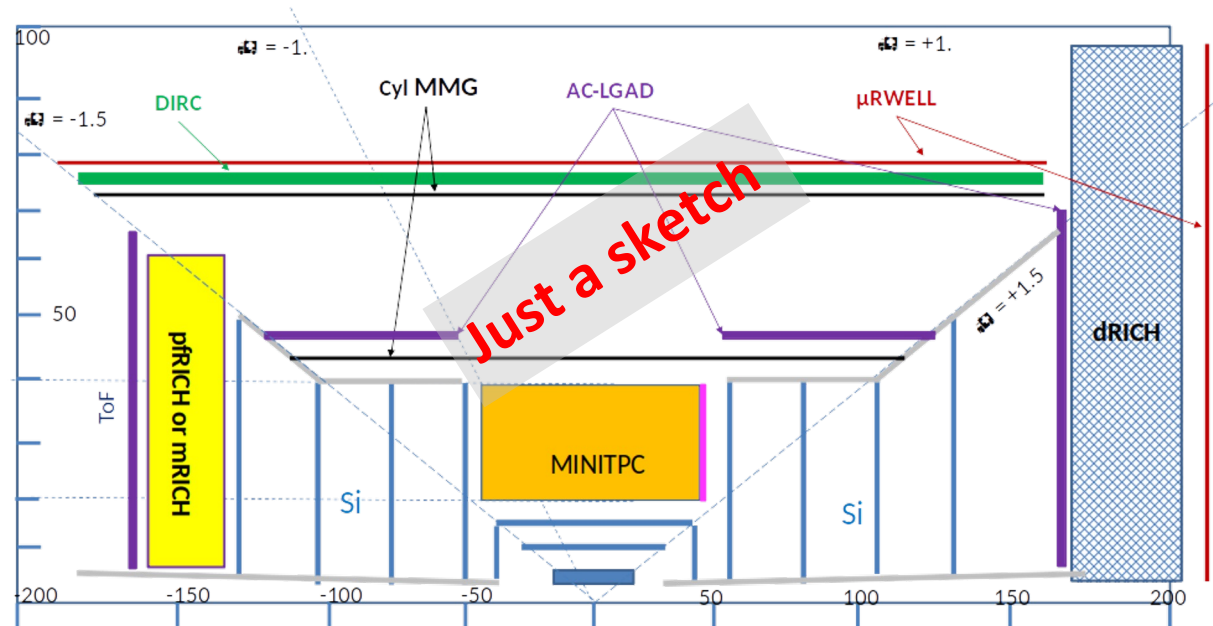 100
= -1.
= +1.
Cyl MMG
AC-LGAD
DIRC
µRWELL
= -1.5
Just a sketch
= +1.5
50
dRICH
ToF
pfRICH or mRICH
MINITPC
Si
Si
-200
-150
-100
-50
50
100
150
200